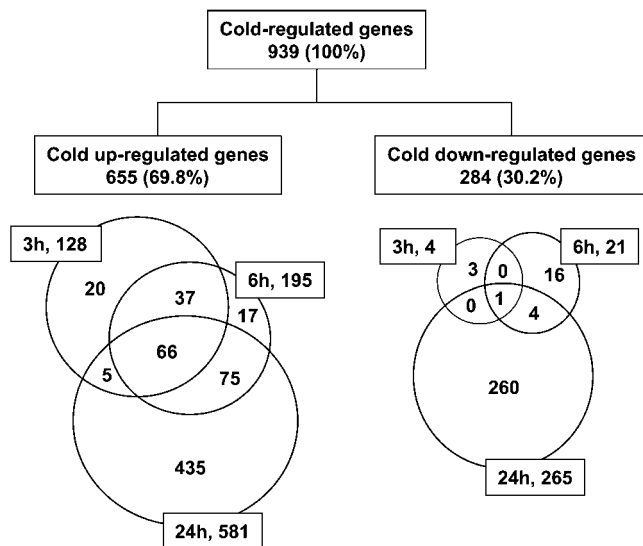 Cold-regulated genes
939 (100%)
Cold up-regulated genes
655 (69.8%)
Cold down-regulated genes
284 (30.2%)
3h, 128
20
37
6h, 195
17
66
5
75
435
24h, 581
3h, 4
3
0
6h, 21
16
0
1
4
260
24h, 265